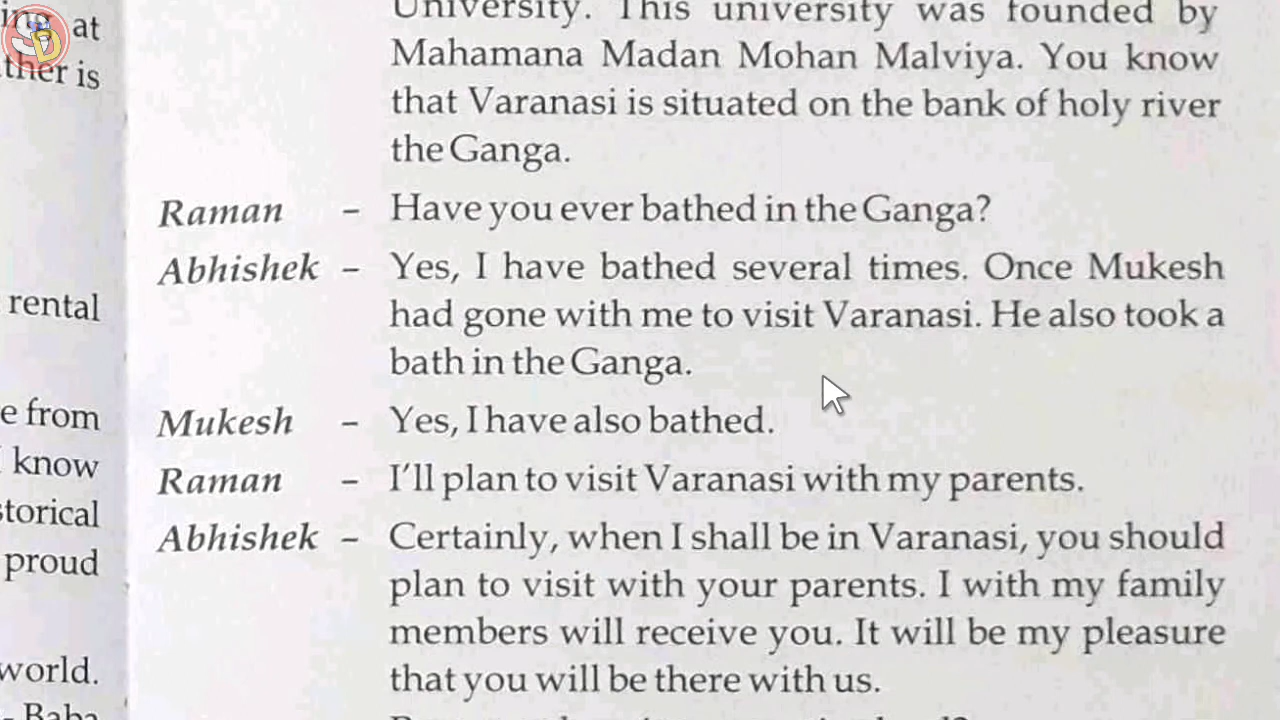 at
ther is
rental
e from
know
storical
proud
world.
University. This university was founded by
Mahamana Madan Mohan Malviya. You know
that Varanasi is situated on the bank of holy river
the Ganga.
Raman – Have you ever bathed in the Ganga?
Abhishek – Yes, I have bathed several times. Once Mukesh
had gone with me to visit Varanasi. He also took a
bath in the Ganga.
Mukesh – Yes, I have also bathed.
Raman – I'll plan to visit Varanasi with my parents.
Abhishek – Certainly, when I shall be in Varanasi, you should
plan to visit with your parents. I with my family
members will receive you. It will be my pleasure
that you will be there with us.